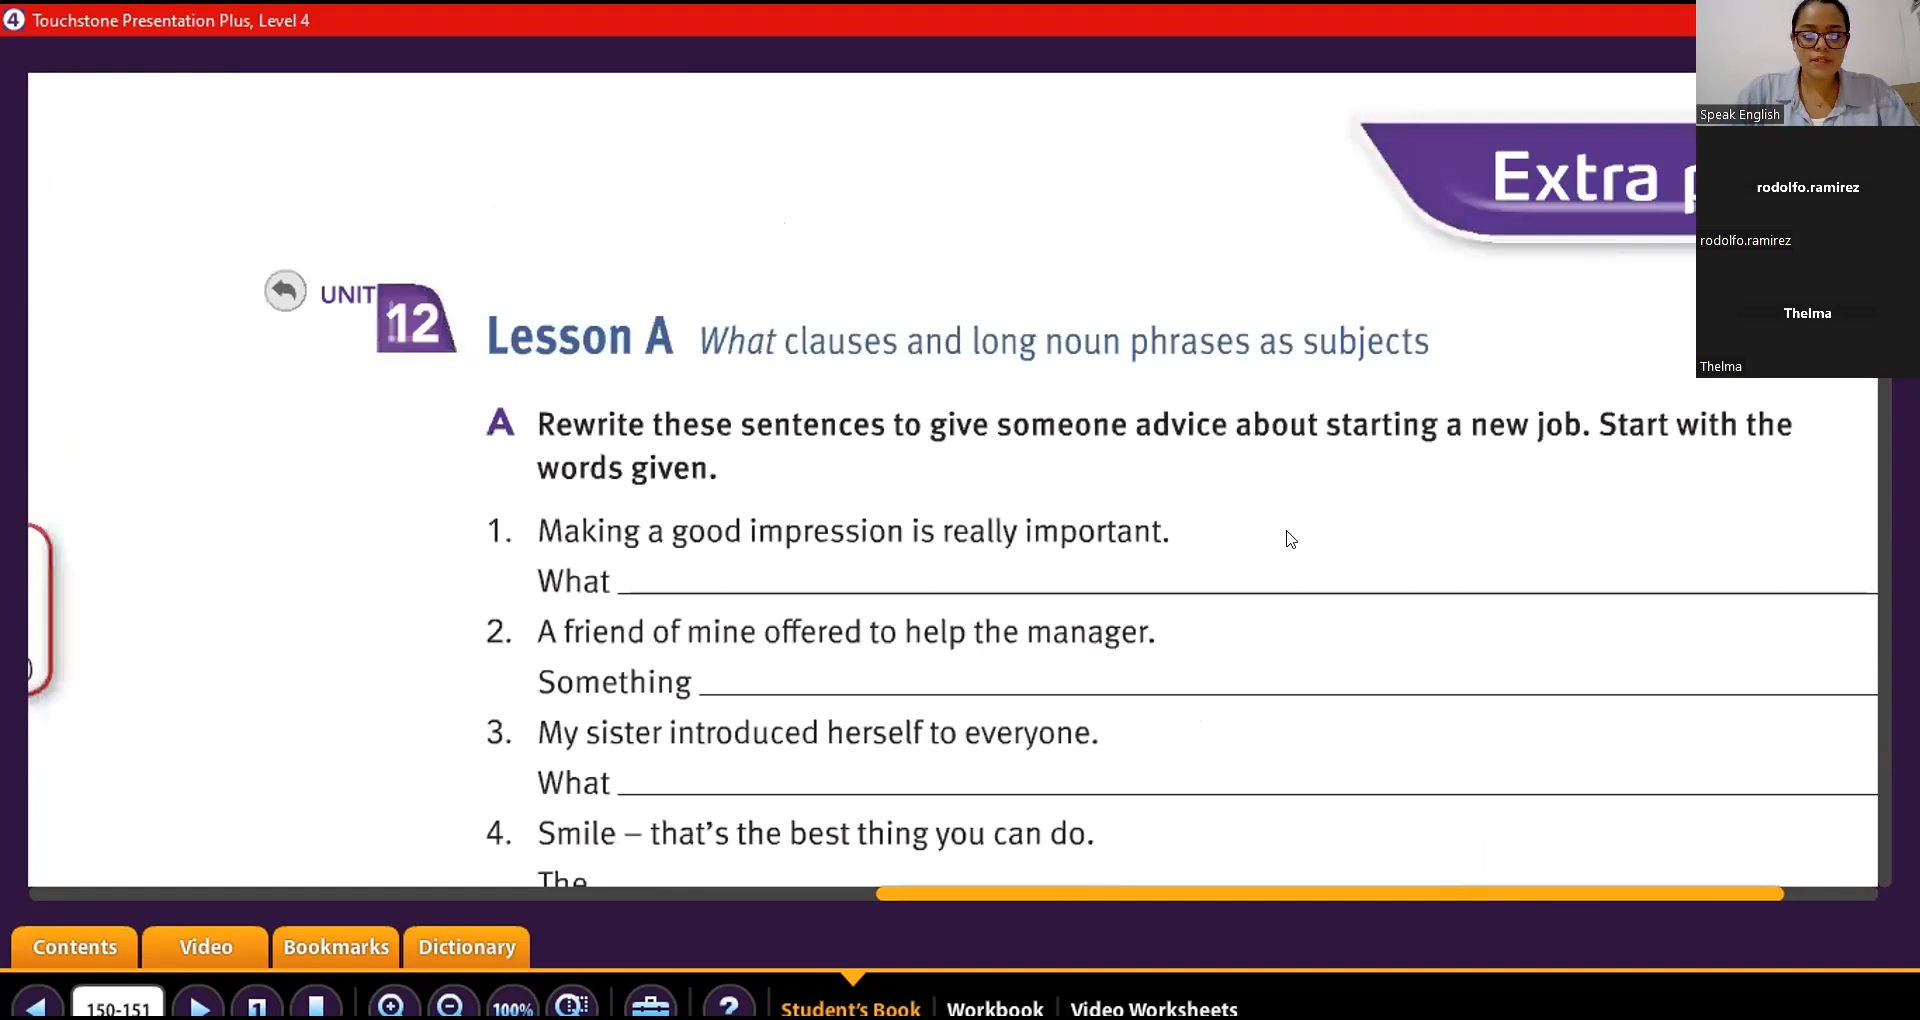 4 Touchstone Presentation Plus, Level 4
Speak English
rodolfo.ramirez
rodolfo.ramirez
Thelma
Thelma
Extra p
UNIT 12 Lesson A What clauses and long noun phrases as subjects
A Rewrite these sentences to give someone advice about starting a new job. Start with the
words given.
1. Making a good impression is really important.
What
2. A friend of mine offered to help the manager.
Something
3. My sister introduced herself to everyone.
What
4. Smile – that's the best thing you can do.
The
Contents Video Bookmarks Dictionary
150-151 100% ? Student's Book Workbook Video Worksheets